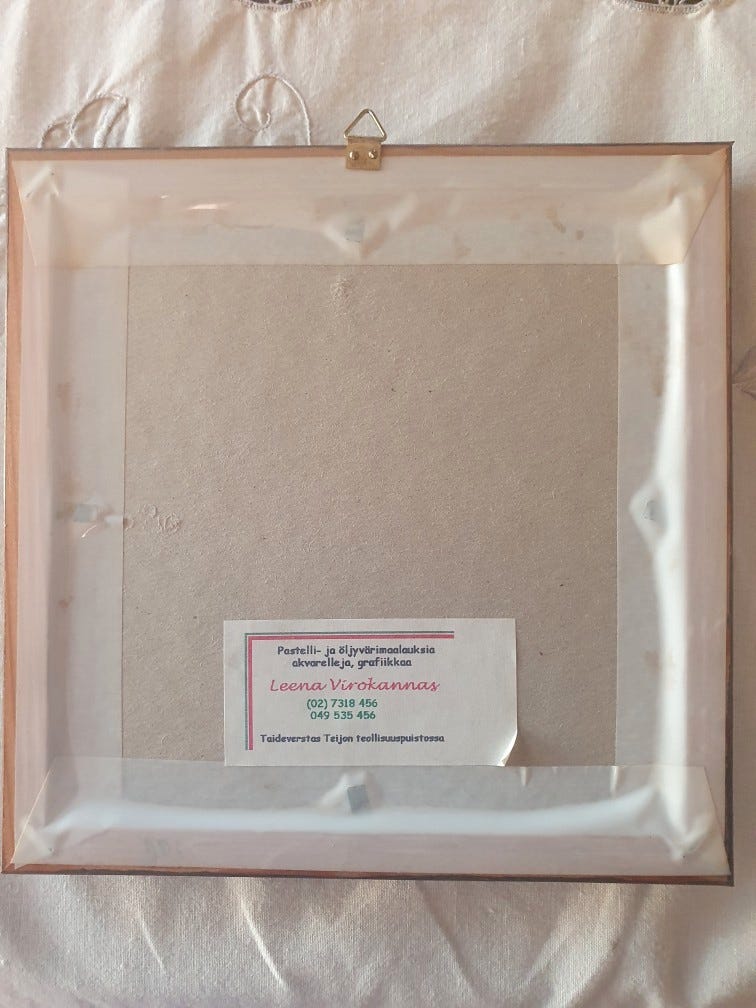 Pastelli- ja öljyvärimaalauksia
akvarelleja, grafiikkaa
Leena Virokannas
(02) 7318 456
049 535 456
Taideverstas Teijon teollisuuspuistossa